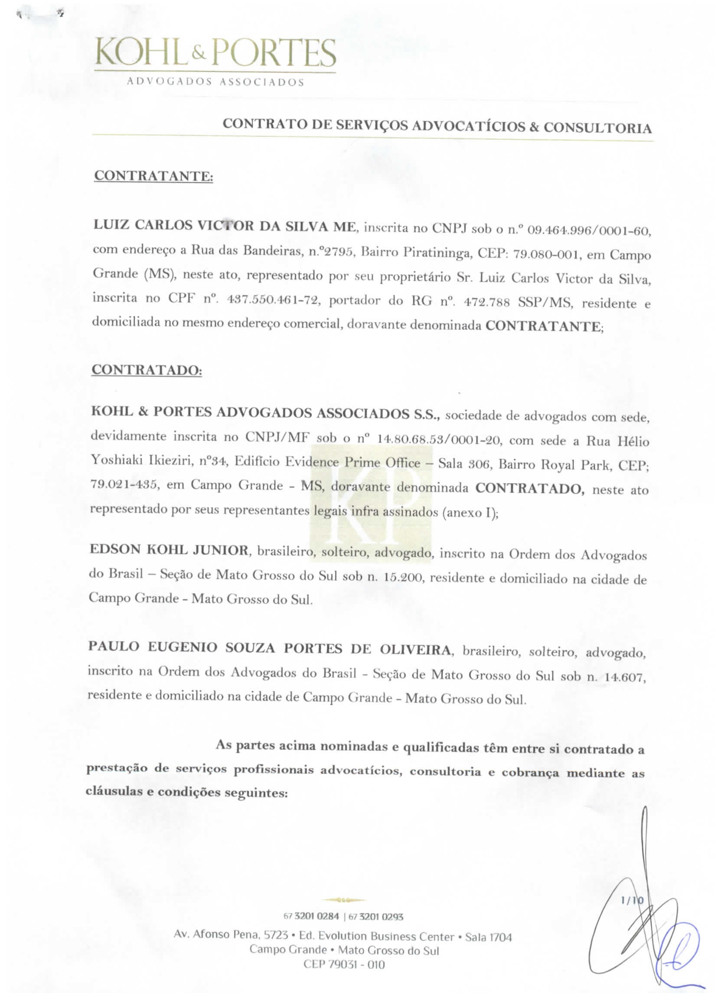 KOHL & PORTES
ADVOGADOS ASSOCIADOS
CONTRATO DE SERVIÇOS ADVOCATÍCIOS & CONSULTORIA
CONTRATANTE:
LUIZ CARLOS VICTOR DA SILVA ME, inscrita no CNPJ sob o n.º 09.464.996/0001-60,
com endereço a Rua das Bandeiras, n.º2795, Bairro Piratininga, CEP: 79.080-001, em Campo
Grande (MS), neste ato, representado por seu proprietário Sr. Luiz Carlos Victor da Silva,
inscrita no CPF nº. 437.550.461-72, portador do RG nº. 472.788 SSP/MS, residente e
domiciliada no mesmo endereço comercial, doravante denominada CONTRATANTE;
CONTRATADO:
KOHL & PORTES ADVOGADOS ASSOCIADOS S.S., sociedade de advogados com sede,
devidamente inscrita no CNPJ/MF sob o nº 14.80.68.53/0001-20, com sede a Rua Hélio
Yoshiaki Ikieziri, nº34, Edifício Evidence Prime Office – Sala 306, Bairro Royal Park, CEP;
79.021-435, em Campo Grande - MS, doravante denominada CONTRATADO, neste ato
representado por seus representantes legais infra assinados (anexo I);
KP
EDSON KOHL JUNIOR, brasileiro, solteiro, advogado, inscrito na Ordem dos Advogados
do Brasil – Seção de Mato Grosso do Sul sob n. 15.200, residente e domiciliado na cidade de
Campo Grande - Mato Grosso do Sul.
PAULO EUGENIO SOUZA PORTES DE OLIVEIRA, brasileiro, solteiro, advogado,
inscrito na Ordem dos Advogados do Brasil - Seção de Mato Grosso do Sul sob n. 14.607,
residente e domiciliado na cidade de Campo Grande - Mato Grosso do Sul.
As partes acima nominadas e qualificadas têm entre si contratado a
prestação de serviços profissionais advocatícios, consultoria e cobrança mediante as
cláusulas e condições seguintes:
1/10
67 3201 0284 | 67 3201 0293
Av. Afonso Pena, 5723 • Ed. Evolution Business Center • Sala 1704
Campo Grande • Mato Grosso do Sul
CEP 79031 - 010